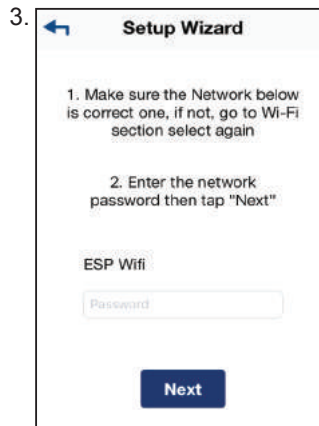 3.
Setup Wizard
1. Make sure the Network below
is correct one, if not, go to Wi-Fi
section select again
2. Enter the network
password then tap "Next"
ESP Wifi
Password
Next